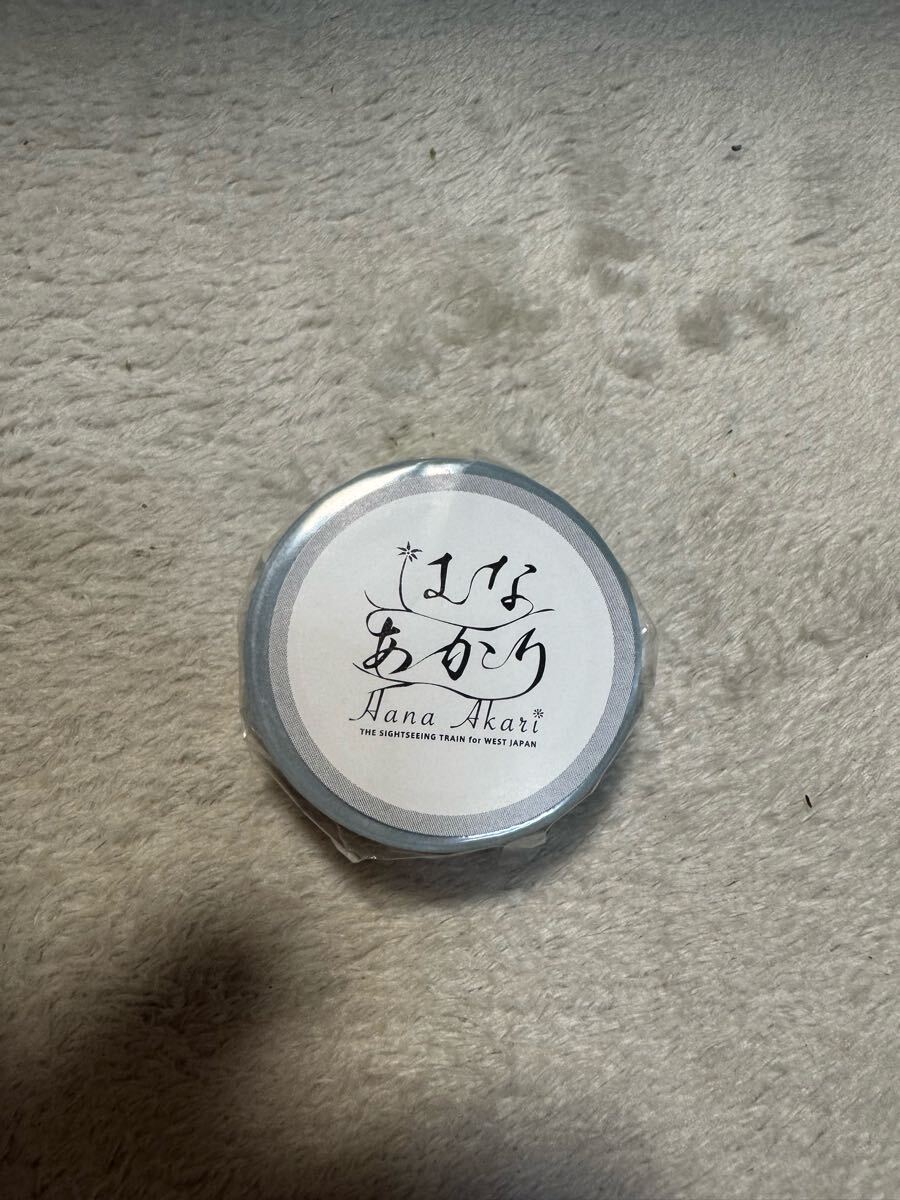 はな
あかり
Hana Akari
THE SIGHTSEEING TRAIN for WEST JAPAN